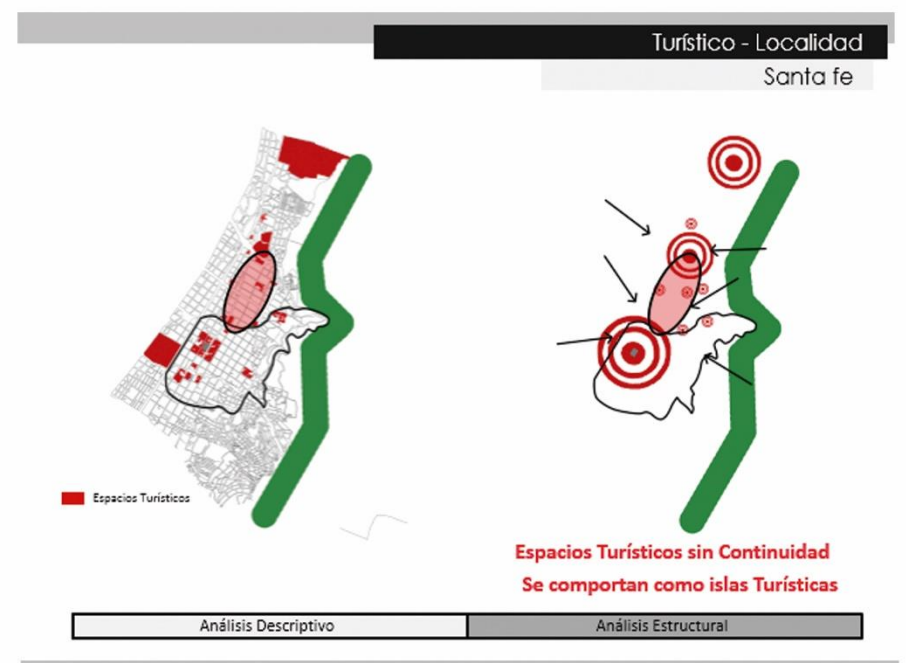 Turístico - Localidad
Santa fe
Espacios Turísticos
Espacios Turísticos sin Continuidad
Se comportan como islas Turísticas
Análisis Descriptivo
Análisis Estructural